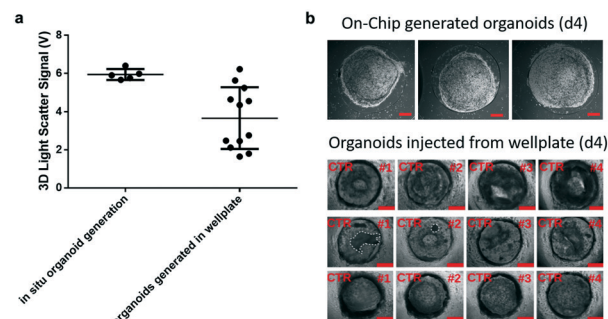 a
3D Light Scatter Signal (V)
8
6
4
2
0
in situ organoid generation
organoids generated in wellplate
b
On-Chip generated organoids (d4)
Organoids injected from wellplate (d4)
CTR #1 CTR #2 CTR #3 CTR #4
CTR #1 CTR #2 CTR #3 CTR #4
CTR #1 CTR #2 CTR #3 CTR #4